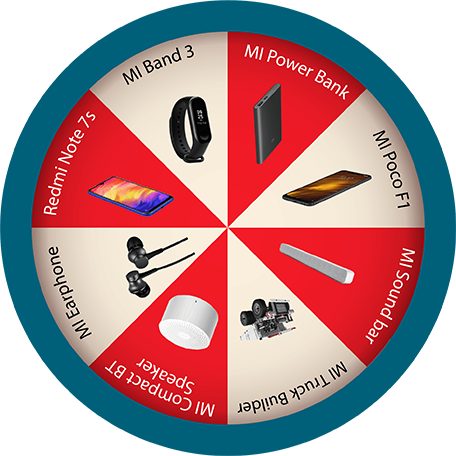 MI Band 3
MI Power Bank
MI Poco F1
MI Sound bar
MI Truck Builder
MI Compact BT
Speaker
MI Earphone
Redmi Note 7s